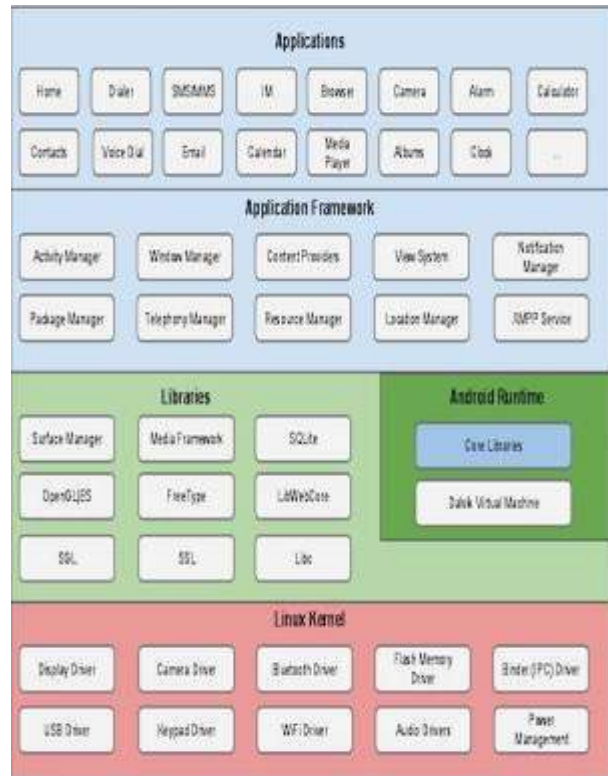 Applications
Home Dialer SMS/MMS IM Browser Camera Alarm Calculator
Contacts Voice Dial Email Calendar Media Player Albums Clock ...
Application Framework
Activity Manager Window Manager Content Providers View System Notification Manager
Package Manager Telephony Manager Resource Manager Location Manager XMPP Service
Libraries Android Runtime
Surface Manager Media Framework SQLite Core Libraries
OpenGL|ES FreeType LibWebCore Dalvik Virtual Machine
SGL SSL Libc
Linux Kernel
Display Driver Camera Driver Bluetooth Driver Flash Memory Driver Binder (IPC) Driver
USB Driver Keypad Driver WiFi Driver Audio Drivers Power Management